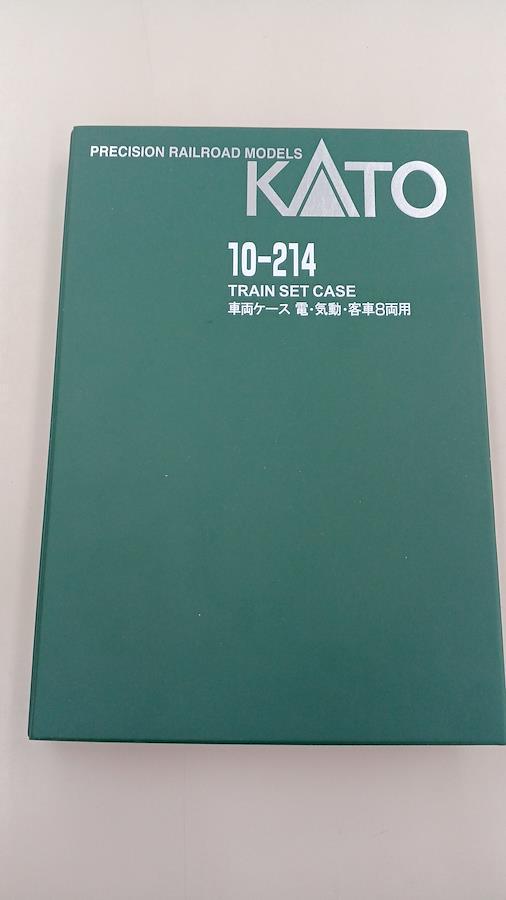 PRECISION RAILROAD MODELS
KATO
10-214
TRAIN SET CASE
車両ケース 電・気動・客車8両用